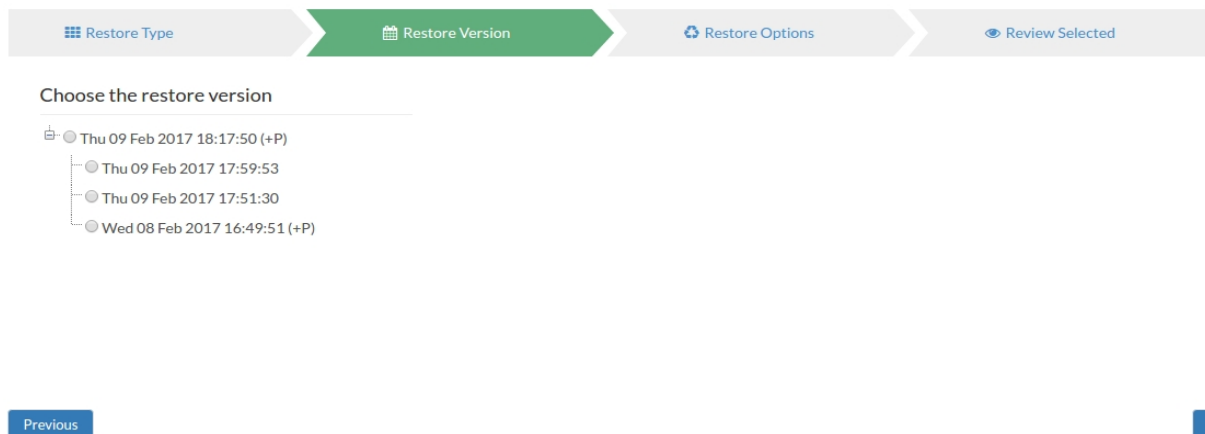 Restore Type
Restore Version
Restore Options
Review Selected
Choose the restore version
Thu 09 Feb 2017 18:17:50 (+P)
Thu 09 Feb 2017 17:59:53
Thu 09 Feb 2017 17:51:30
Wed 08 Feb 2017 16:49:51 (+P)
Previous